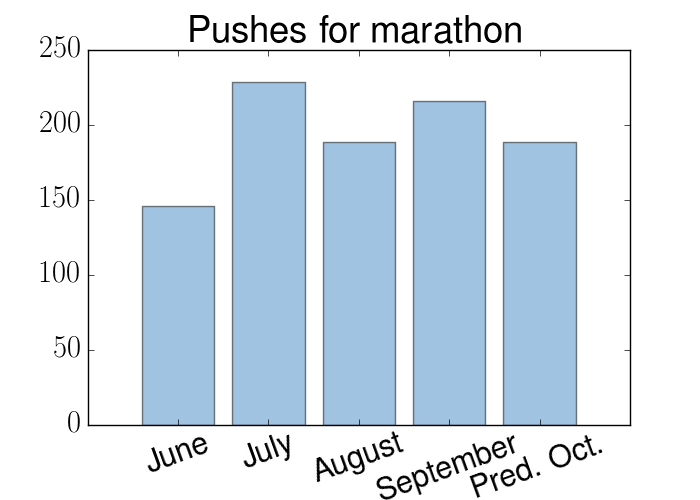 Pushes for marathon
250
200
150
100
50
0
June
July
August
September
Pred. Oct.